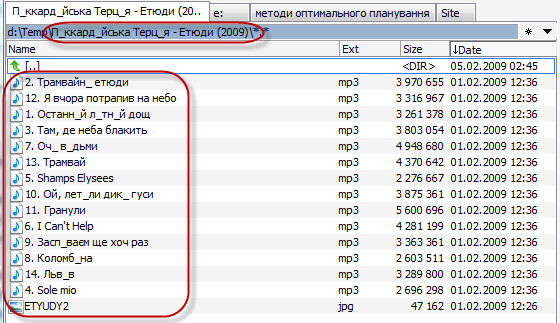 П_ккард_йська Терц_я - Етюди (20.. e: методи оптимального планування Site
d:\Temp\П_ккард_йська Терц_я - Етюди (2009)\*.* * ▼
Name Ext Size ↓Date
[..] <DIR> 05.02.2009 02:45
2. Трамвайн_ етюди mp3 3 970 655 01.02.2009 12:36
12. Я вчора потрапив на небо mp3 3 316 967 01.02.2009 12:36
1. Останн_й л_тн_й дощ mp3 3 261 378 01.02.2009 12:36
3. Там, де неба блакить mp3 3 803 054 01.02.2009 12:36
7. Оч_ в_дьми mp3 4 948 680 01.02.2009 12:36
13. Трамвай mp3 4 370 642 01.02.2009 12:36
5. Shamps Elysees mp3 2 276 667 01.02.2009 12:36
10. Ой, лет_ли дик_ гуси mp3 3 875 361 01.02.2009 12:36
11. Гранули mp3 5 600 696 01.02.2009 12:36
6. I Can't Help mp3 4 281 199 01.02.2009 12:36
9. Засп_ваєм ще хоч раз mp3 3 363 361 01.02.2009 12:36
8. Коломб_на mp3 2 603 511 01.02.2009 12:36
14. Льв_в mp3 3 289 800 01.02.2009 12:36
4. Sole mio mp3 2 696 298 01.02.2009 12:36
ETYUDY2 jpg 47 162 01.02.2009 12:26